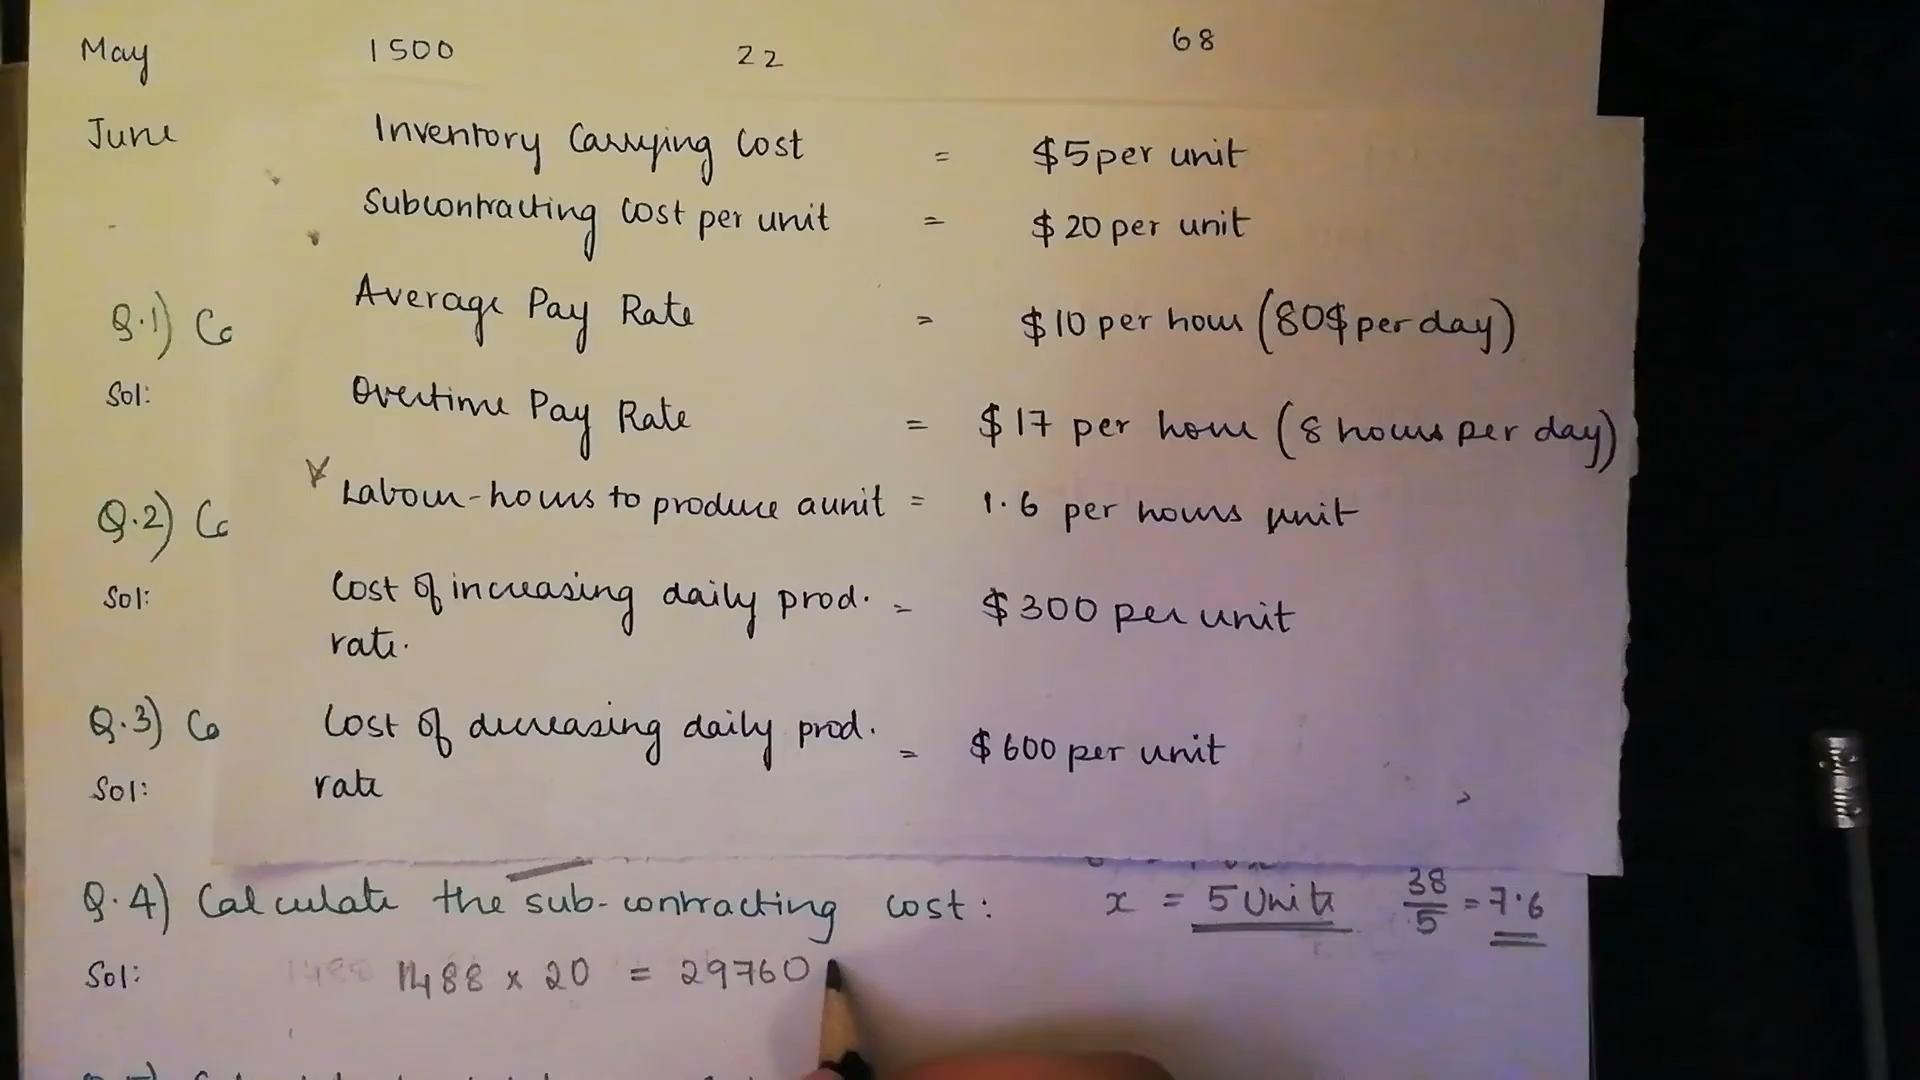 May 1500 22 68
June Inventory Carrying Cost = $5 per unit
Subcontracting Cost per unit = $20 per unit
Q.1) Average Pay Rate = $10 per hour (80$ per day)
Sol: Overtime Pay Rate = $17 per hour (8 hours per day)
Labour-hours to produce a unit = 1.6 per hours unit
Q.2)
Sol: Cost of increasing daily prod. = $300 per unit
rate.
Q.3) Cost of decreasing daily prod. = $600 per unit
Sol: rate
Q.4) Calculate the sub-contracting cost: x = 5 Units 38/5 = 7.6
Sol: 1488 x 20 = 29760